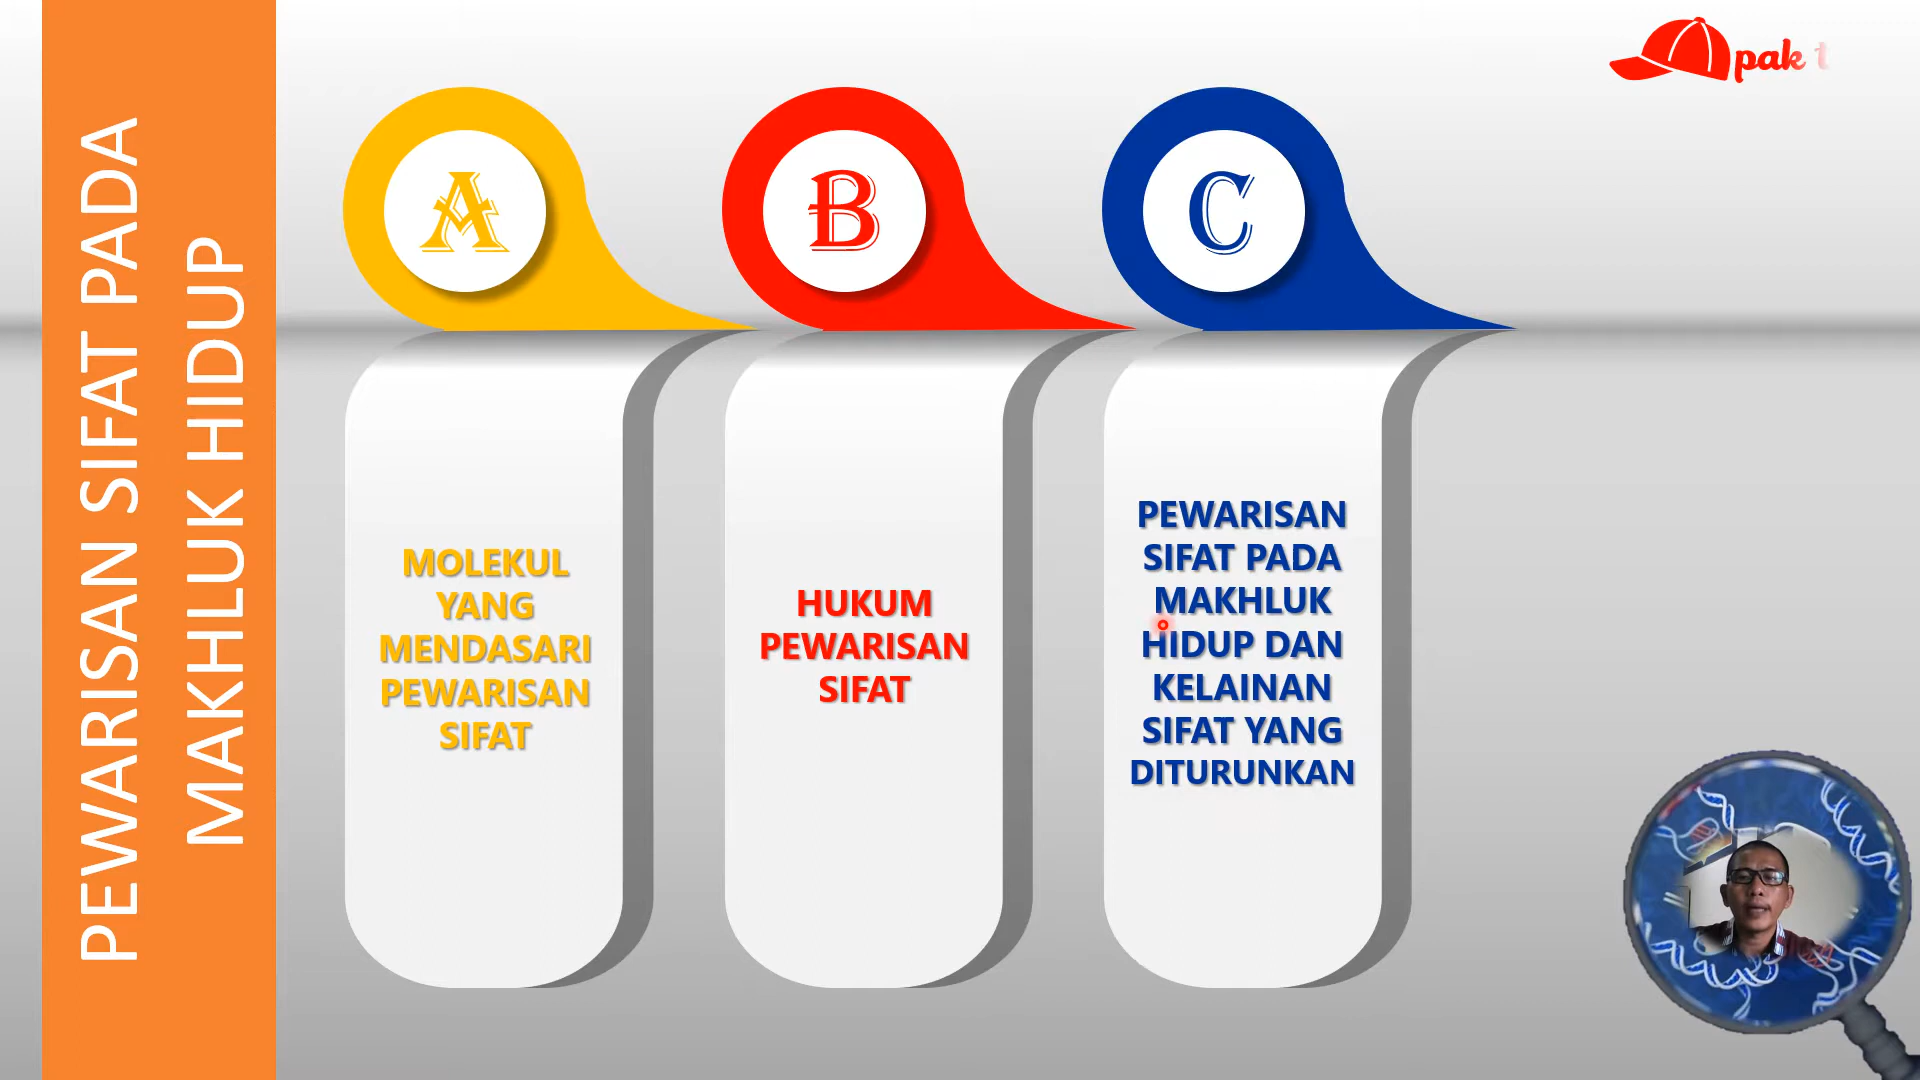 PEWARISAN SIFAT PADA
MAKHLUK HIDUP
pak t
A
MOLEKUL
YANG
MENDASARI
PEWARISAN
SIFAT
B
HUKUM
PEWARISAN
SIFAT
C
PEWARISAN
SIFAT PADA
MAKHLUK
HIDUP DAN
KELAINAN
SIFAT YANG
DITURUNKAN